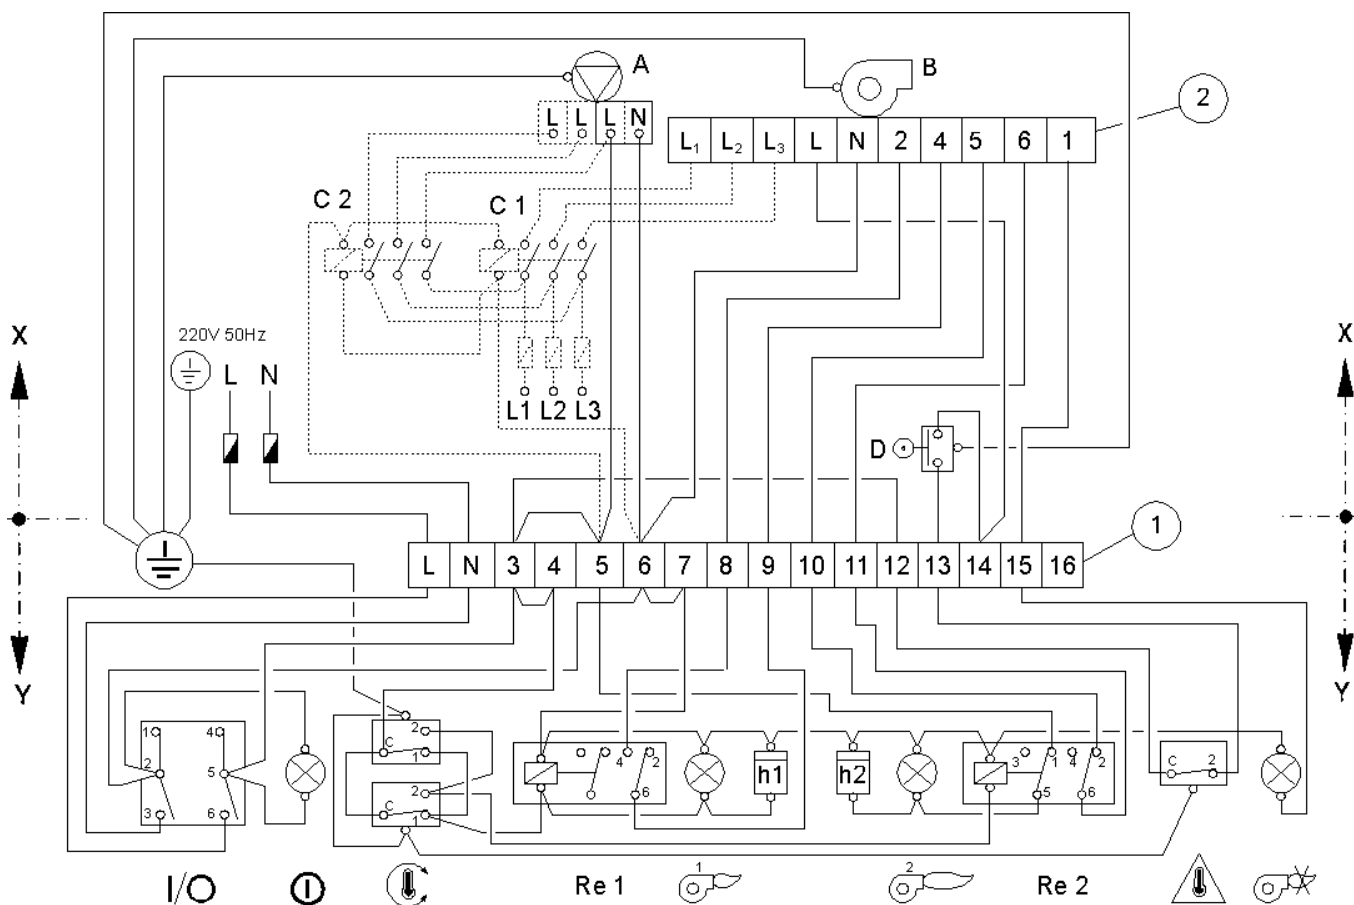 A
B
2
L L L N
L1 L2 L3 L N 2 4 5 6 1
C 2
C 1
X
X
220V 50Hz
L N
L1 L2 L3
D
1
L N 3 4 5 6 7 8 9 10 11 12 13 14 15 16
Y
Y
1 4
2 5
3 6
2
C 1
2
C 1
4 2
6
h1
h2
3 1 4 2
5 6
C 2
I/O
Re 1
1
2
Re 2